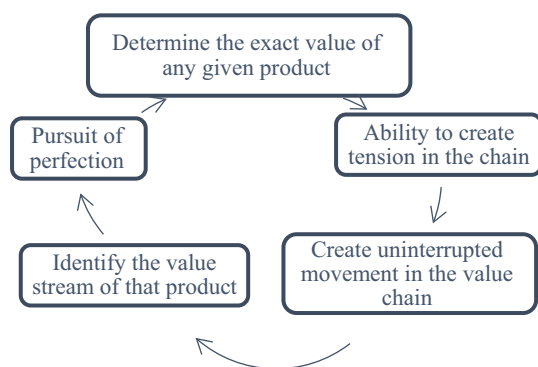 Determine the exact value of
any given product
Ability to create
tension in the chain
Create uninterrupted
movement in the value
chain
Identify the value
stream of that product
Pursuit of
perfection